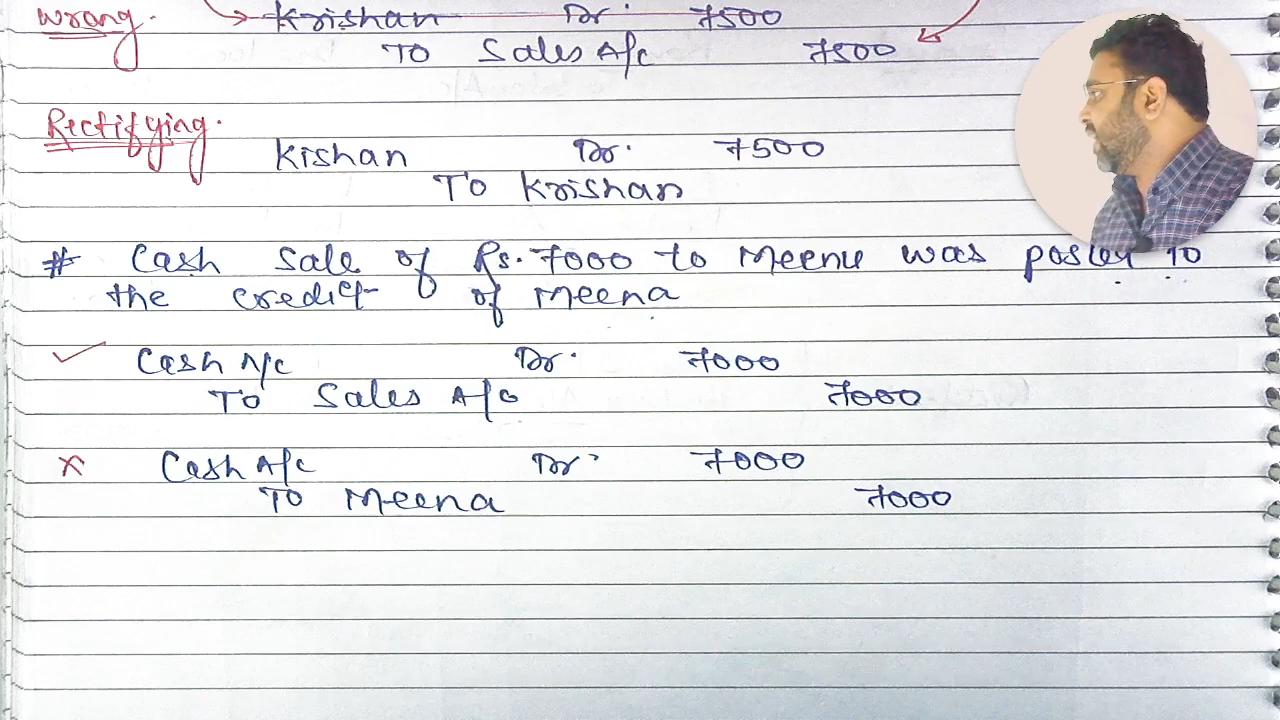 Wrong. Krishan Dr. 7500
To Sales A/c 7500
Rectifying.
Kishan Dr. 7500
To Krishan
# Cash Sale of Rs. 7000 to Meenu was posted to
the credit of Meena
✓ Cash A/c Dr. 7000
To Sales A/c 7000
× Cash A/c Dr. 7000
To Meena 7000